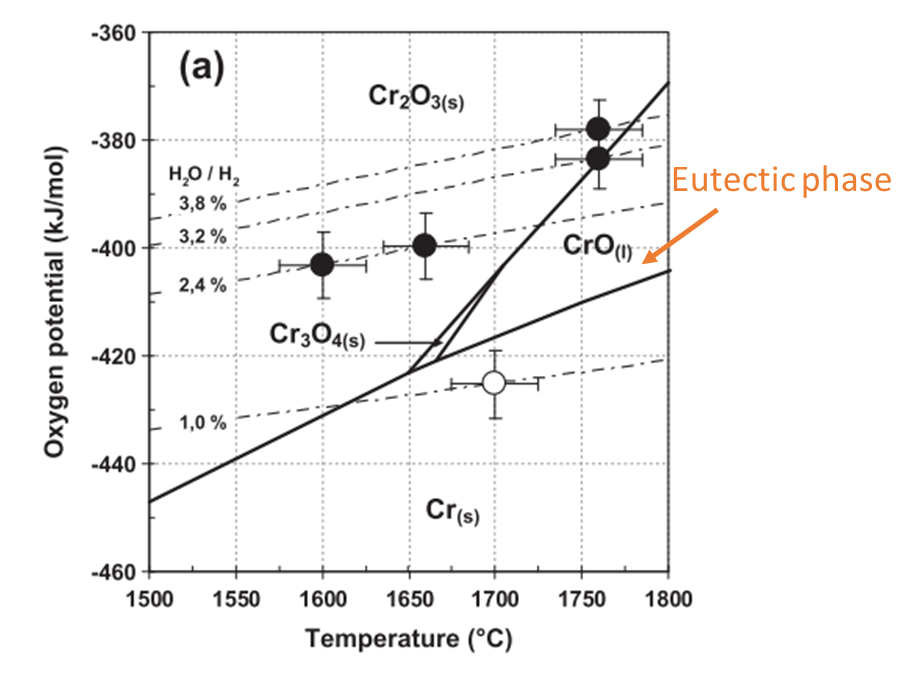 -360
(a)
Cr₂O₃(s)
-380
H₂O / H₂
3,8 %
Eutectic phase
3,2 %
-400
CrO(l)
2,4 %
Cr₃O₄(s)
-420
1,0 %
-440
Cr(s)
-460
1500 1550 1600 1650 1700 1750 1800
Temperature (°C)
Oxygen potential (kJ/mol)